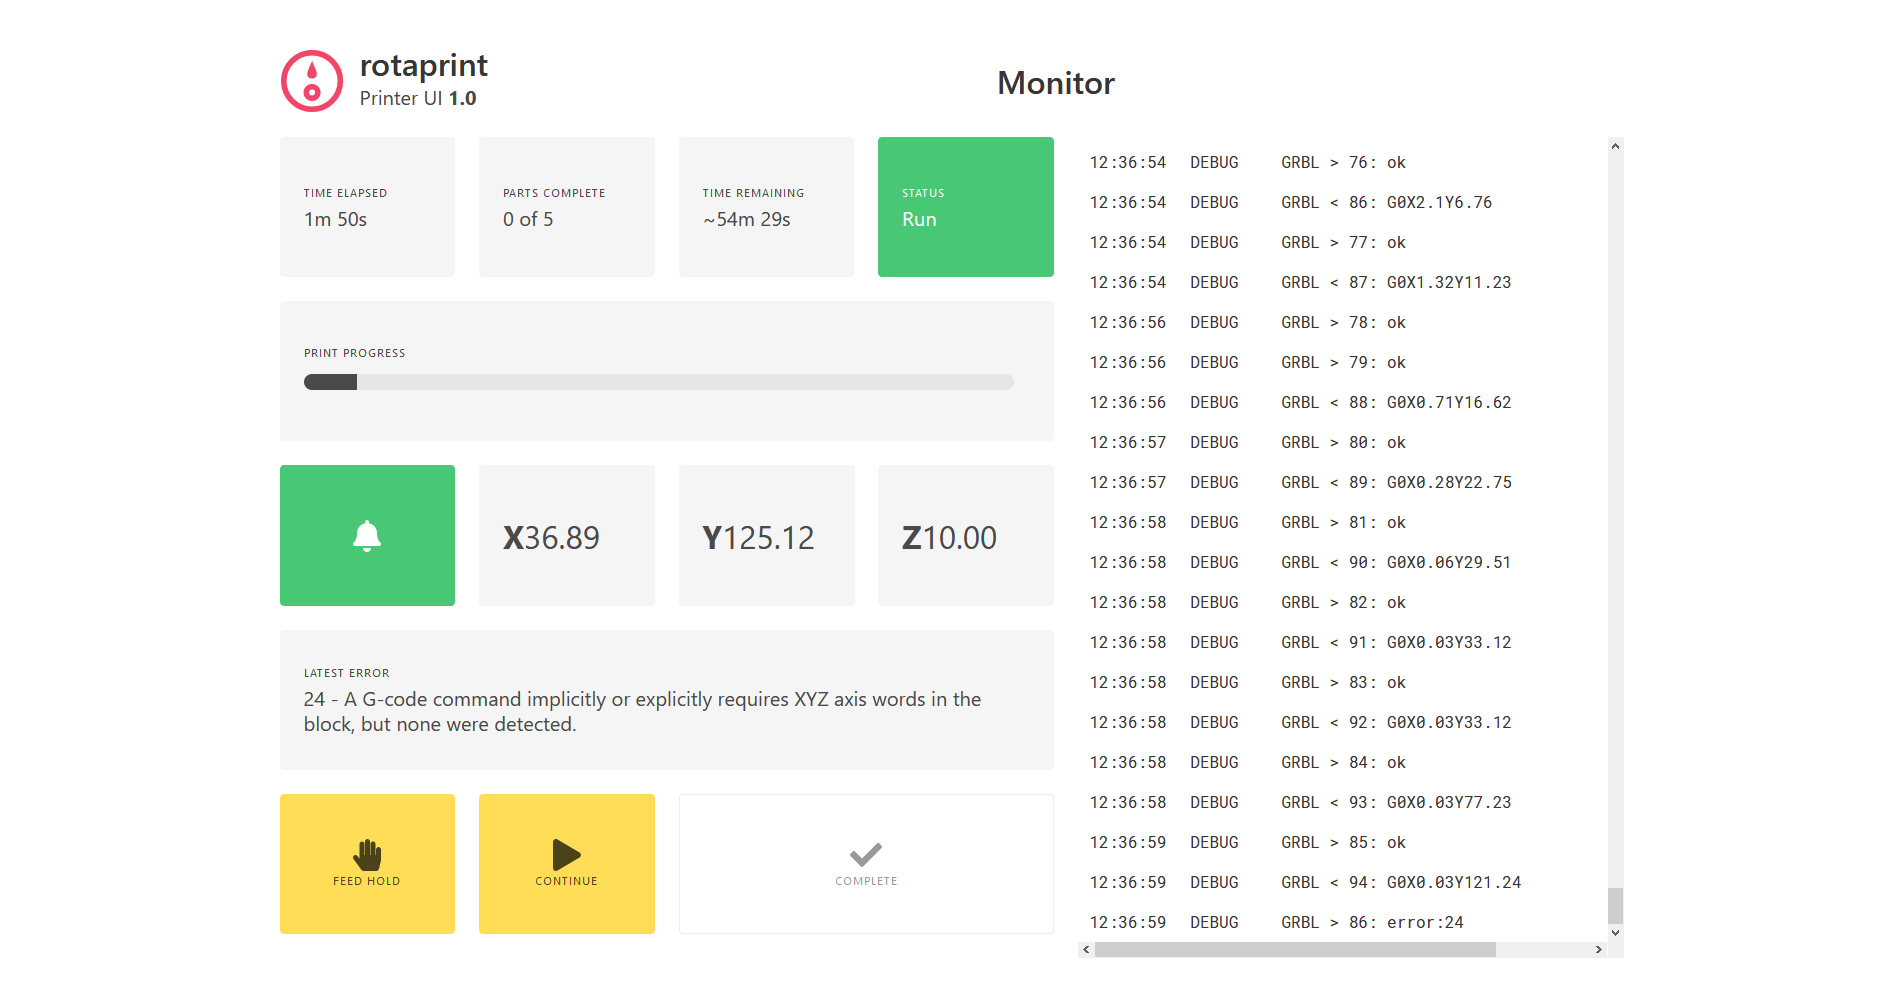 rotaprint
Printer UI 1.0
Monitor
TIME ELAPSED
1m 50s
PARTS COMPLETE
0 of 5
TIME REMAINING
~54m 29s
STATUS
Run
PRINT PROGRESS
X36.89
Y125.12
Z10.00
LATEST ERROR
24 - A G-code command implicitly or explicitly requires XYZ axis words in the
block, but none were detected.
FEED HOLD
CONTINUE
COMPLETE
12:36:54 DEBUG GRBL > 76: ok
12:36:54 DEBUG GRBL < 86: G0X2.1Y6.76
12:36:54 DEBUG GRBL > 77: ok
12:36:54 DEBUG GRBL < 87: G0X1.32Y11.23
12:36:56 DEBUG GRBL > 78: ok
12:36:56 DEBUG GRBL > 79: ok
12:36:56 DEBUG GRBL < 88: G0X0.71Y16.62
12:36:57 DEBUG GRBL > 80: ok
12:36:57 DEBUG GRBL < 89: G0X0.28Y22.75
12:36:58 DEBUG GRBL > 81: ok
12:36:58 DEBUG GRBL < 90: G0X0.06Y29.51
12:36:58 DEBUG GRBL > 82: ok
12:36:58 DEBUG GRBL < 91: G0X0.03Y33.12
12:36:58 DEBUG GRBL > 83: ok
12:36:58 DEBUG GRBL < 92: G0X0.03Y33.12
12:36:58 DEBUG GRBL > 84: ok
12:36:58 DEBUG GRBL < 93: G0X0.03Y77.23
12:36:59 DEBUG GRBL > 85: ok
12:36:59 DEBUG GRBL < 94: G0X0.03Y121.24
12:36:59 DEBUG GRBL > 86: error:24